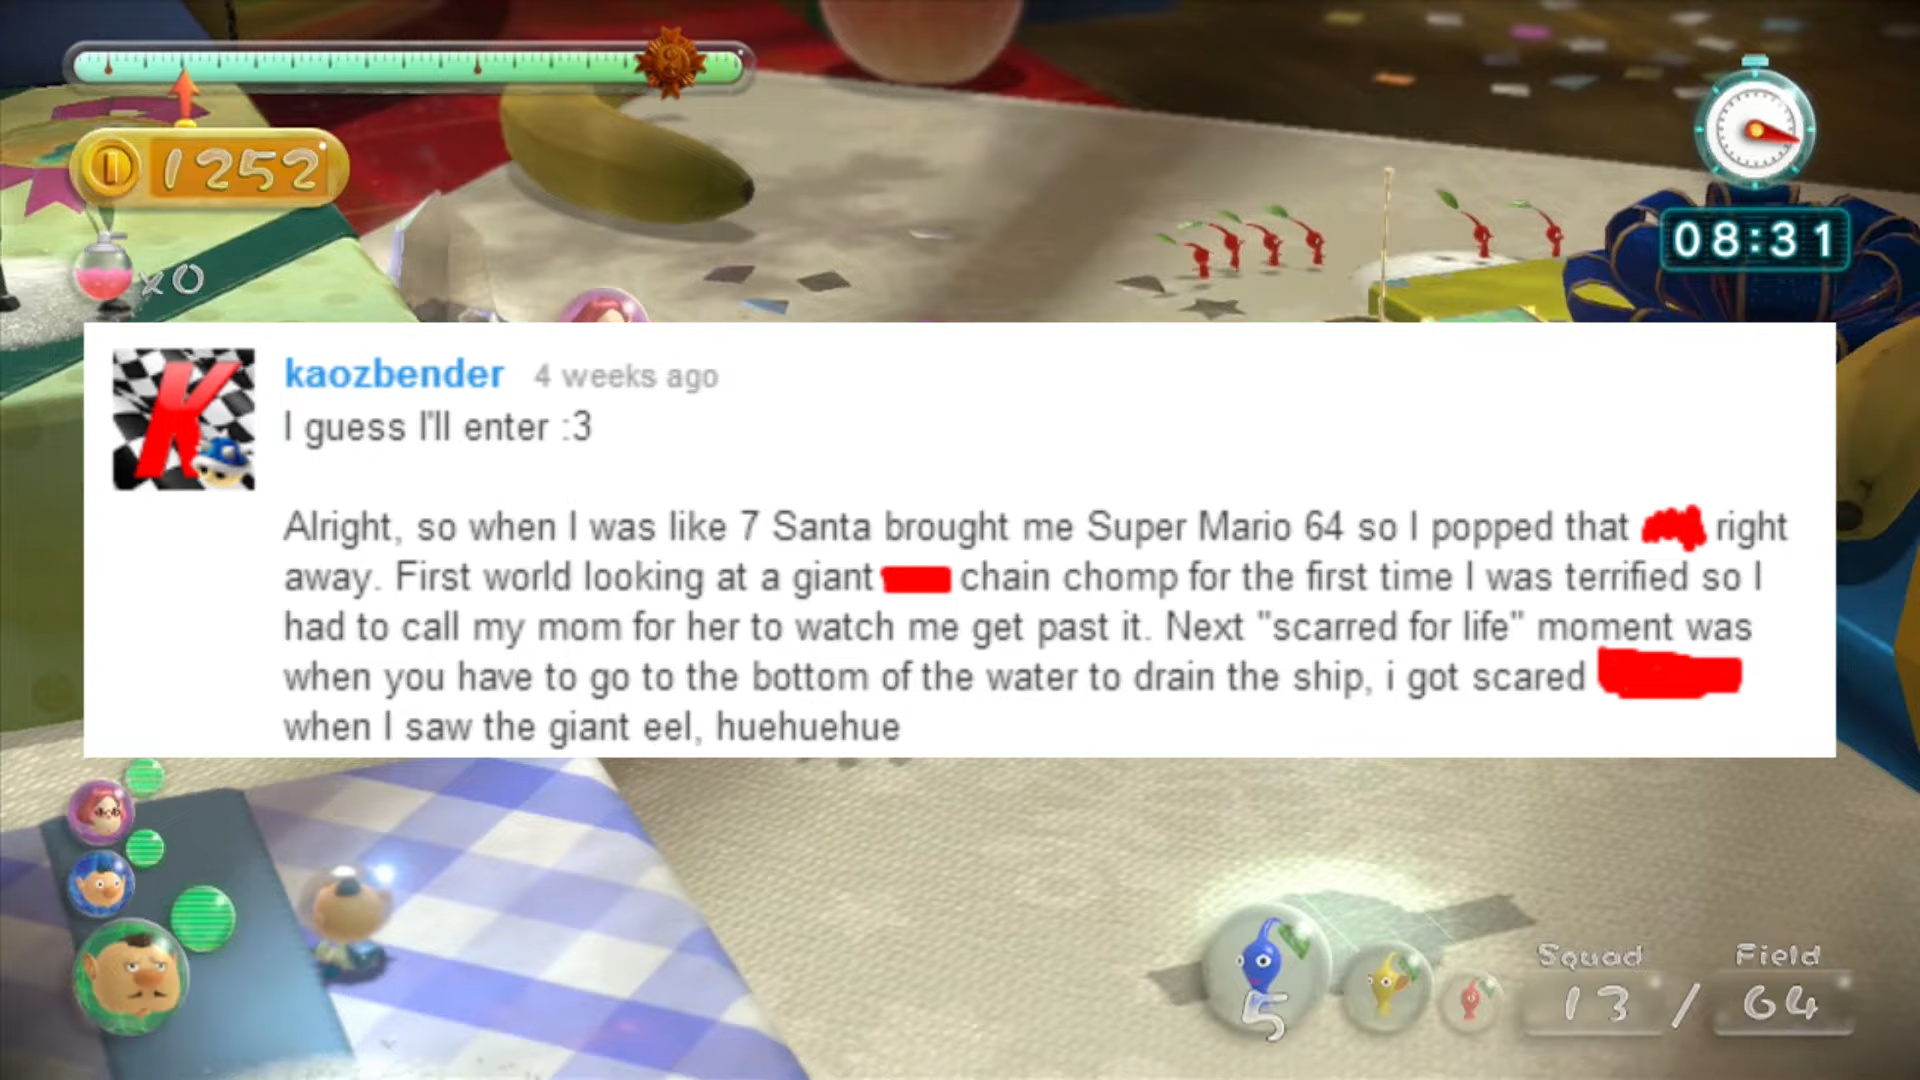 1252
x0
08:31
kaozbender 4 weeks ago
I guess I'll enter :3
Alright, so when I was like 7 Santa brought me Super Mario 64 so I popped that right
away. First world looking at a giant chain chomp for the first time I was terrified so I
had to call my mom for her to watch me get past it. Next "scarred for life" moment was
when you have to go to the bottom of the water to drain the ship, i got scared
when I saw the giant eel, huehuehue
5
Squad Field
13 / 64